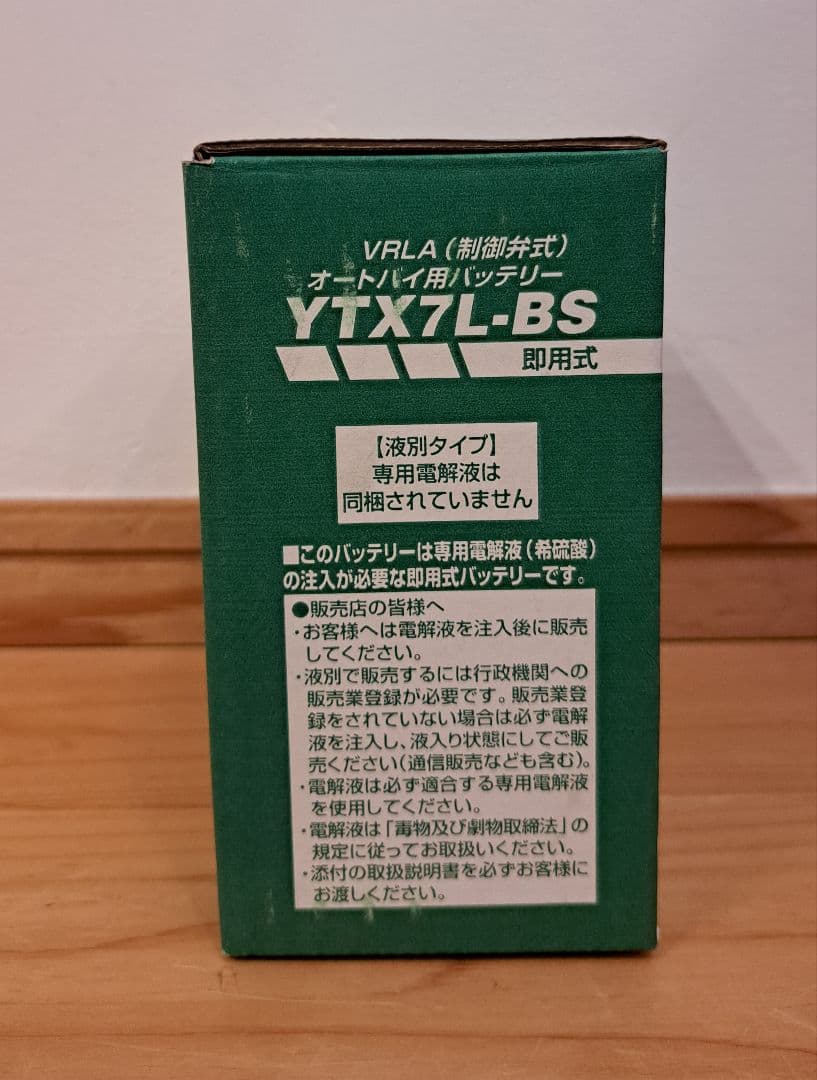 VRLA(制御弁式)
オートバイ用バッテリー
YTX7L-BS
即用式
【液別タイプ】
専用電解液は
同梱されていません
■このバッテリーは専用電解液(希硫酸)
の注入が必要な即用式バッテリーです。
●販売店の皆様へ
・お客様へは電解液を注入後に販売
してください。
・液別で販売するには行政機関への
販売業登録が必要です。販売業登
録をされていない場合は必ず電解
液を注入し、液入り状態にしてご販
売ください(通信販売なども含む)。
・電解液は必ず適合する専用電解液
を使用してください。
・電解液は「毒物及び劇物取締法」の
規定に従ってお取扱いください。
・添付の取扱説明書を必ずお客様に
お渡しください。